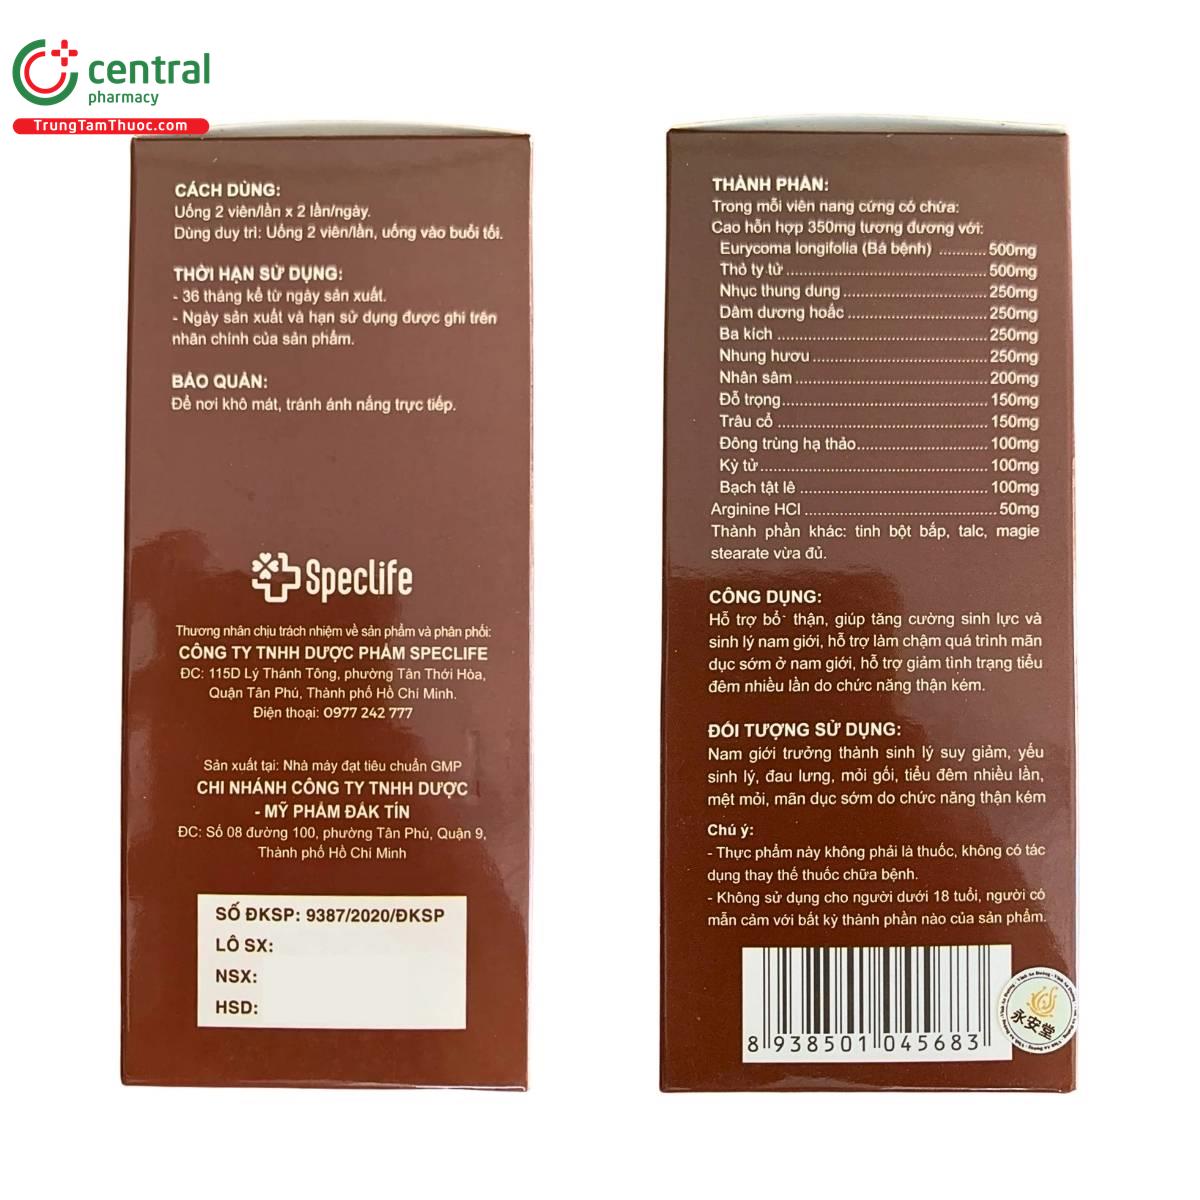 central
pharmacy
TrungTamThuoc.com
CÁCH DÙNG:
Uống 2 viên/lần x 2 lần/ngày.
Dùng duy trì: Uống 2 viên/lần, uống vào buổi tối.
THỜI HẠN SỬ DỤNG:
- 36 tháng kể từ ngày sản xuất.
- Ngày sản xuất và hạn sử dụng được ghi trên
nhãn chính của sản phẩm.
BẢO QUẢN:
Để nơi khô mát, tránh ánh nắng trực tiếp.
Speclife
Thương nhân chịu trách nhiệm về sản phẩm và phân phối:
CÔNG TY TNHH DƯỢC PHẨM SPECLIFE
ĐC: 115D Lý Thánh Tông, phường Tân Thới Hòa,
Quận Tân Phú, Thành phố Hồ Chí Minh.
Điện thoại: 0977 242 777
Sản xuất tại: Nhà máy đạt tiêu chuẩn GMP
CHI NHÁNH CÔNG TY TNHH DƯỢC
- MỸ PHẨM ĐẮK TÍN
ĐC: Số 08 đường 100, phường Tân Phú, Quận 9,
Thành phố Hồ Chí Minh
SỐ ĐKSP: 9387/2020/ĐKSP
LÔ SX:
NSX:
HSD:
THÀNH PHẦN:
Trong mỗi viên nang cứng có chứa:
Cao hỗn hợp 350mg tương đương với:
Eurycoma longifolia (Bá bệnh) ........... 500mg
Thỏ ty tử ........... 500mg
Nhục thung dung ........... 250mg
Dâm dương hoắc ........... 250mg
Ba kích ........... 250mg
Nhung hươu ........... 250mg
Nhân sâm ........... 200mg
Đỗ trọng ........... 150mg
Trâu cổ ........... 150mg
Đông trùng hạ thảo ........... 100mg
Kỷ tử ........... 100mg
Bạch tật lê ........... 100mg
Arginine HCl ........... 50mg
Thành phần khác: tinh bột bắp, talc, magie
stearate vừa đủ.
CÔNG DỤNG:
Hỗ trợ bổ thận, giúp tăng cường sinh lực và
sinh lý nam giới, hỗ trợ làm chậm quá trình mãn
dục sớm ở nam giới, hỗ trợ giảm tình trạng tiểu
đêm nhiều lần do chức năng thận kém.
ĐỐI TƯỢNG SỬ DỤNG:
Nam giới trưởng thành sinh lý suy giảm, yếu
sinh lý, đau lưng, mỏi gối, tiểu đêm nhiều lần,
mệt mỏi, mãn dục sớm do chức năng thận kém
Chú ý:
- Thực phẩm này không phải là thuốc, không có tác
dụng thay thế thuốc chữa bệnh.
- Không sử dụng cho người dưới 18 tuổi, người có
mẫn cảm với bất kỳ thành phần nào của sản phẩm.
8 938501 045683
永安堂